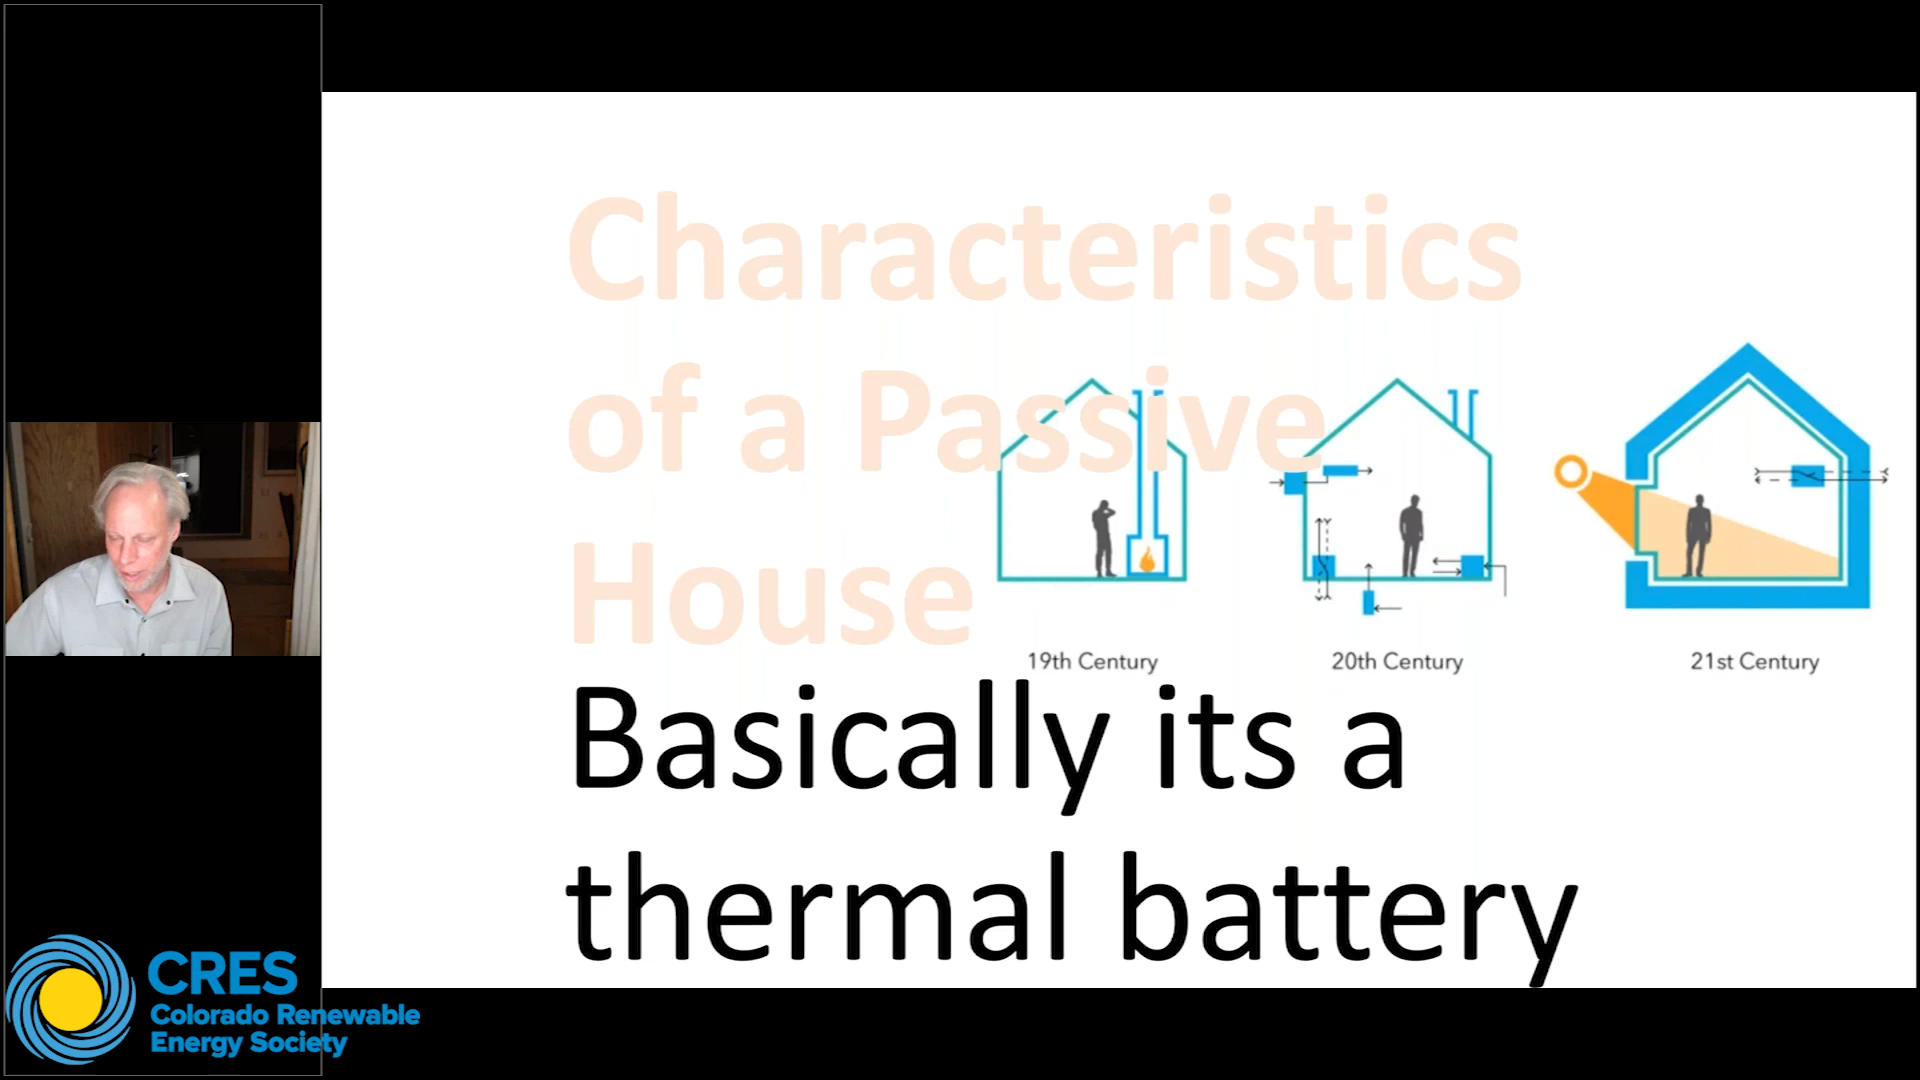 Characteristics
of a Passive
House
19th Century
20th Century
21st Century
Basically its a
thermal battery
CRES
Colorado Renewable
Energy Society